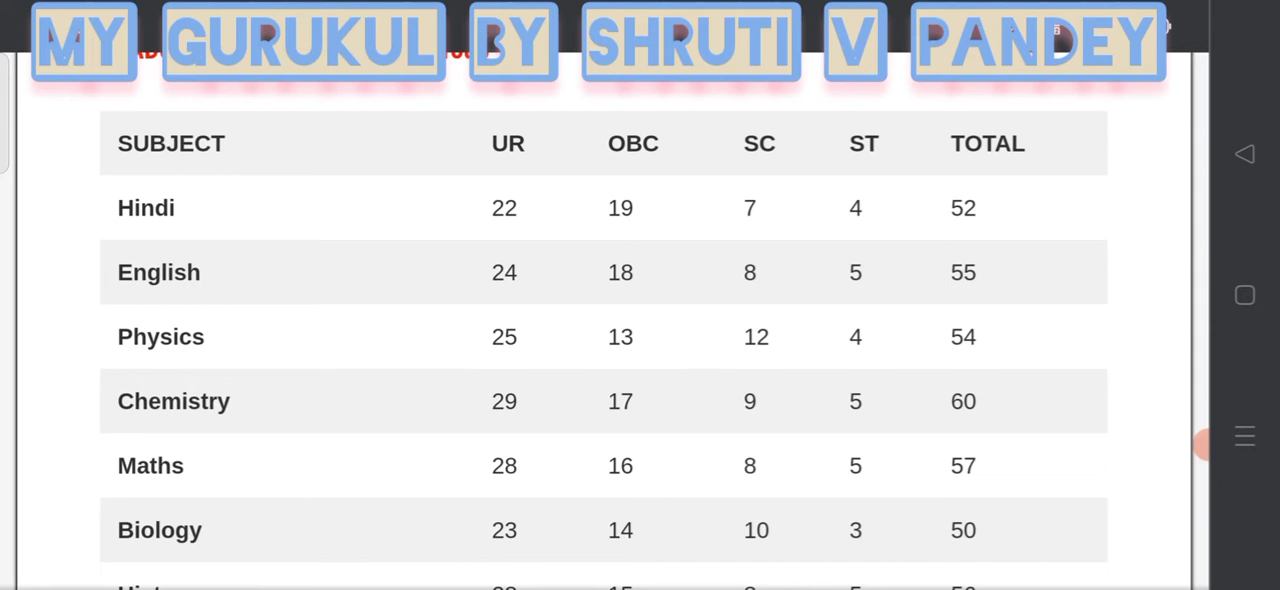 MY GURUKUL BY SHRUTI V PANDEY
SUBJECT UR OBC SC ST TOTAL
Hindi 22 19 7 4 52
English 24 18 8 5 55
Physics 25 13 12 4 54
Chemistry 29 17 9 5 60
Maths 28 16 8 5 57
Biology 23 14 10 3 50